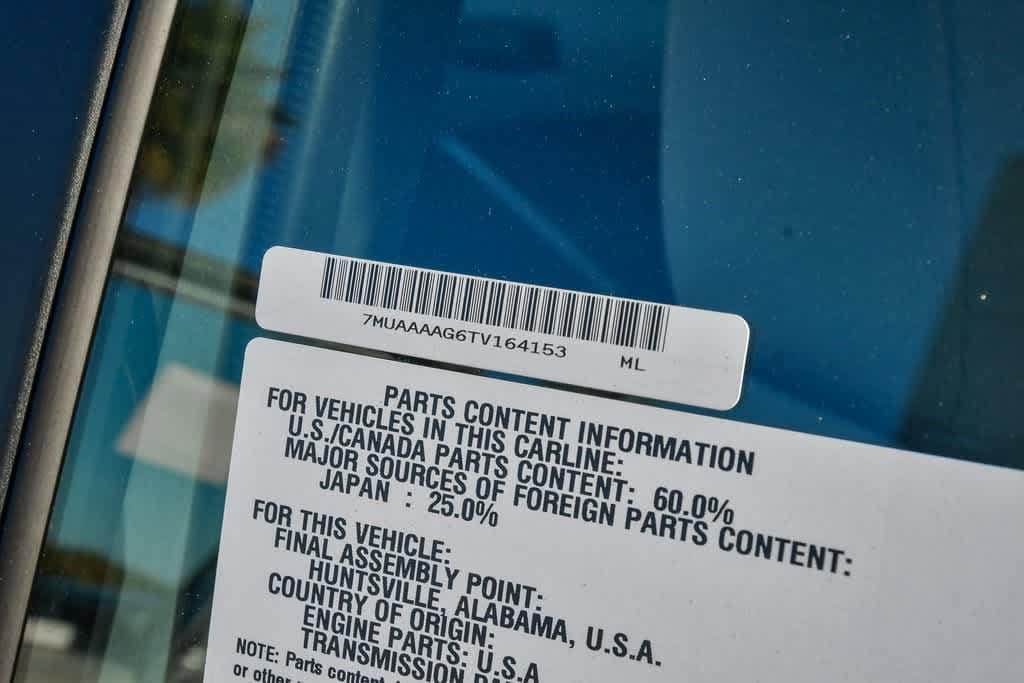 7MUAAAAG6TV164153 ML
PARTS CONTENT INFORMATION
FOR VEHICLES IN THIS CARLINE:
U.S./CANADA PARTS CONTENT: 60.0%
MAJOR SOURCES OF FOREIGN PARTS CONTENT:
JAPAN : 25.0%
FOR THIS VEHICLE:
FINAL ASSEMBLY POINT:
HUNTSVILLE, ALABAMA, U.S.A.
COUNTRY OF ORIGIN:
ENGINE PARTS: U.S.A
TRANSMISSION
NOTE: Parts content
or other